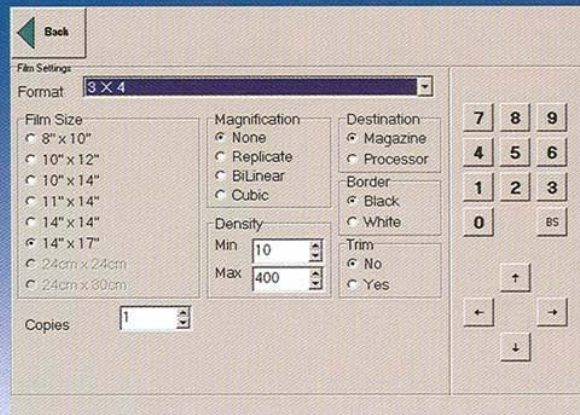 Back
Film Settings
Format 3 X 4
Film Size
8" x 10"
10" x 12"
10" x 14"
11" x 14"
14" x 14"
14" x 17"
24cm x 24cm
24cm x 30cm
Copies 1
Magnification
None
Replicate
BiLinear
Cubic
Density
Min 10
Max 400
Destination
Magazine
Processor
Border
Black
White
Trim
No
Yes
7 8 9
4 5 6
1 2 3
0 BS
↑
← →
↓